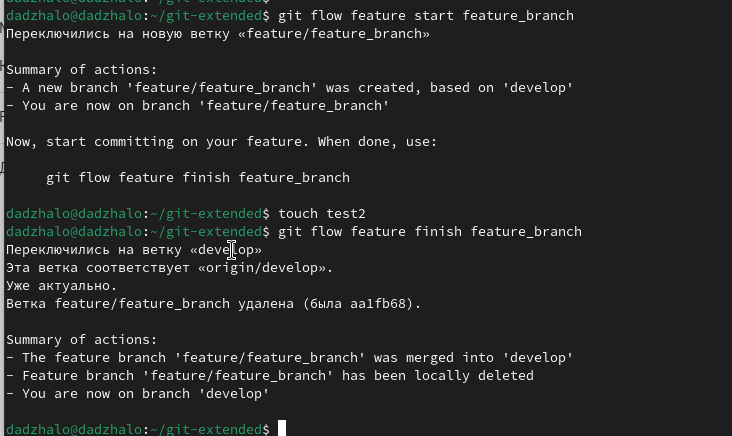 dadzhalo@dadzhalo:~/git-extended$ git flow feature start feature_branch
Переключились на новую ветку «feature/feature_branch»
Summary of actions:
- A new branch 'feature/feature_branch' was created, based on 'develop'
- You are now on branch 'feature/feature_branch'
Now, start committing on your feature. When done, use:
git flow feature finish feature_branch
dadzhalo@dadzhalo:~/git-extended$ touch test2
dadzhalo@dadzhalo:~/git-extended$ git flow feature finish feature_branch
Переключились на ветку «develop»
Эта ветка соответствует «origin/develop».
Уже актуально.
Ветка feature/feature_branch удалена (была aa1fb68).
Summary of actions:
- The feature branch 'feature/feature_branch' was merged into 'develop'
- Feature branch 'feature/feature_branch' has been locally deleted
- You are now on branch 'develop'
dadzhalo@dadzhalo:~/git-extended$